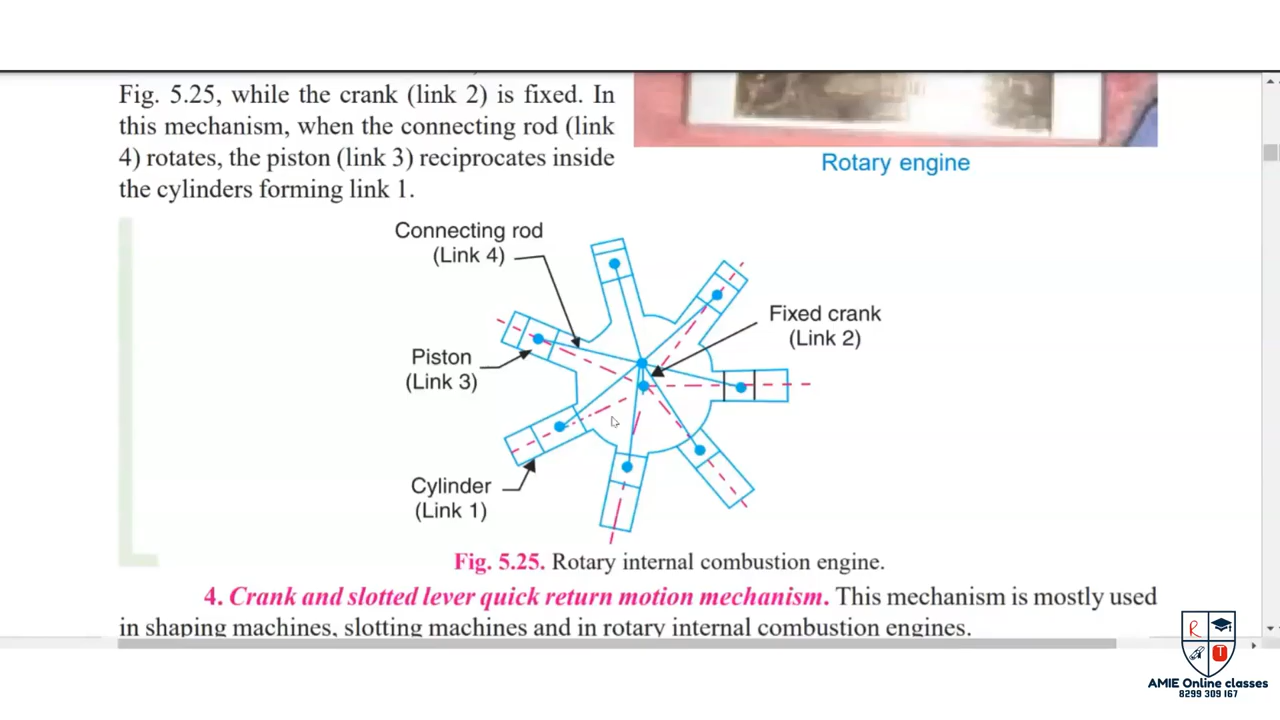 Fig. 5.25, while the crank (link 2) is fixed. In
this mechanism, when the connecting rod (link
4) rotates, the piston (link 3) reciprocates inside
the cylinders forming link 1.
Rotary engine
Connecting rod
(Link 4)
Fixed crank
(Link 2)
Piston
(Link 3)
Cylinder
(Link 1)
Fig. 5.25. Rotary internal combustion engine.
4. Crank and slotted lever quick return motion mechanism. This mechanism is mostly used
in shaping machines, slotting machines and in rotary internal combustion engines.
R
T
AMIE Online classes
8299 309 167